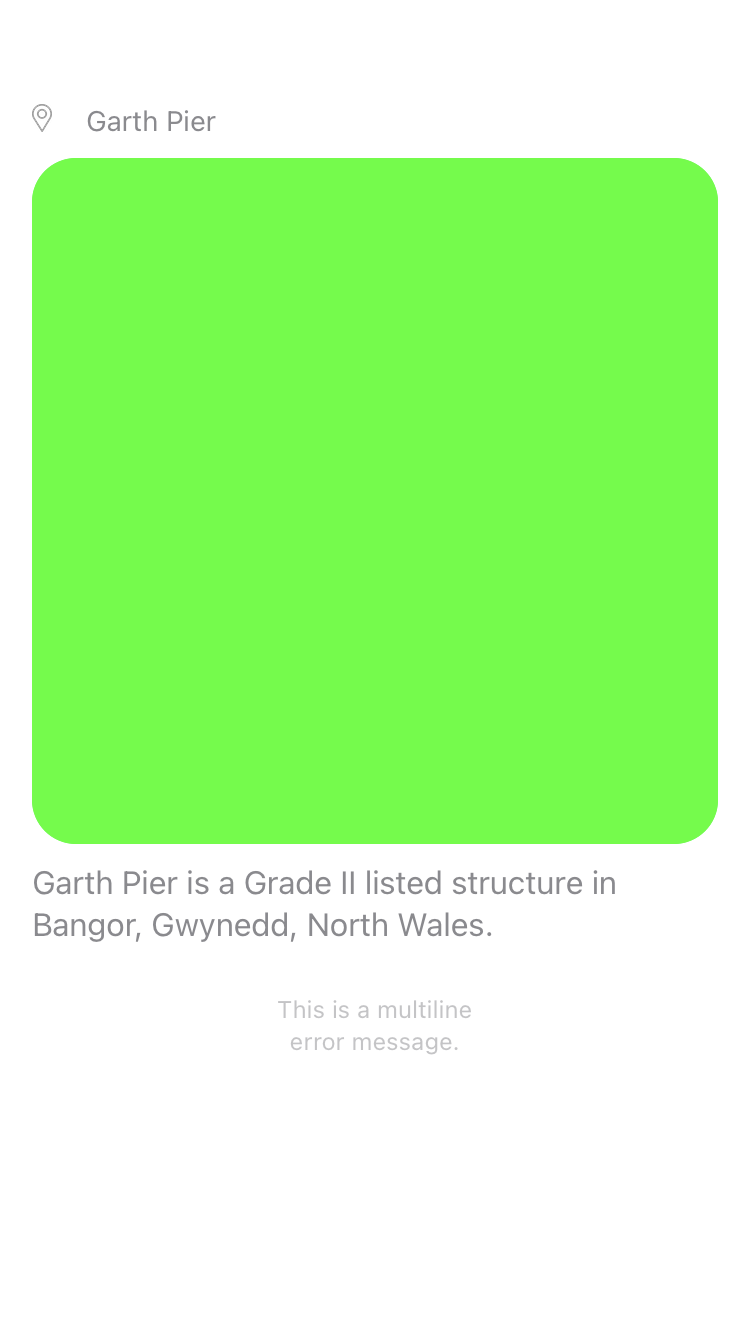 Garth Pier
Garth Pier is a Grade II listed structure in
Bangor, Gwynedd, North Wales.
This is a multiline
error message.